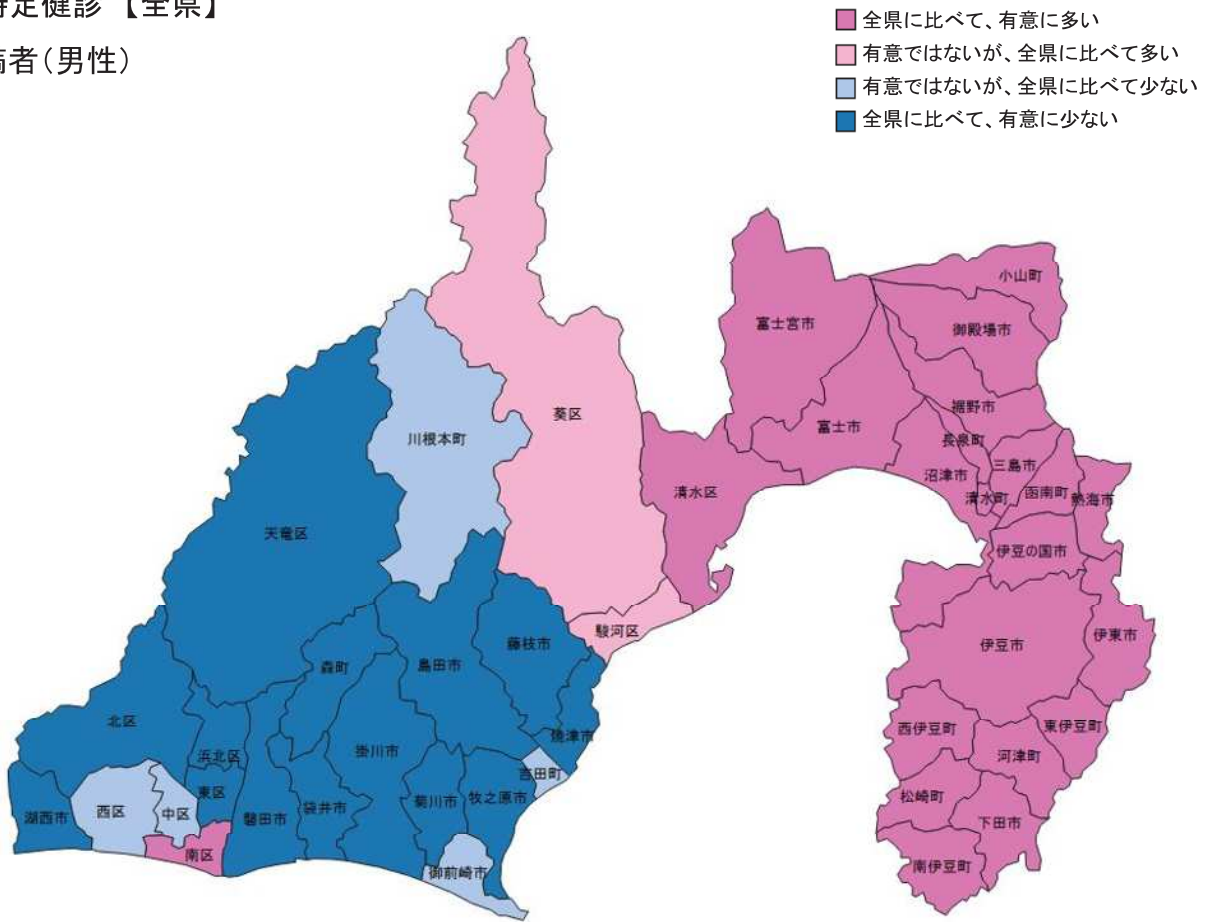 特定健診 【全県】
者(男性)
全県に比べて、有意に多い
有意ではないが、全県に比べて多い
有意ではないが、全県に比べて少ない
全県に比べて、有意に少ない
小山町
富士宮市
御殿場市
裾野市
葵区
富士市
川根本町
長泉町
三島市
沼津市
清水区
清水町
函南町
熱海市
天竜区
伊豆の国市
駿河区
伊東市
藤枝市
伊豆市
島田市
森町
北区
西伊豆町
東伊豆町
焼津市
掛川市
浜北区
河津町
吉田町
東区
松崎町
牧之原市
菊川市
袋井市
西区
中区
湖西市
磐田市
下田市
南区
南伊豆町
御前崎市